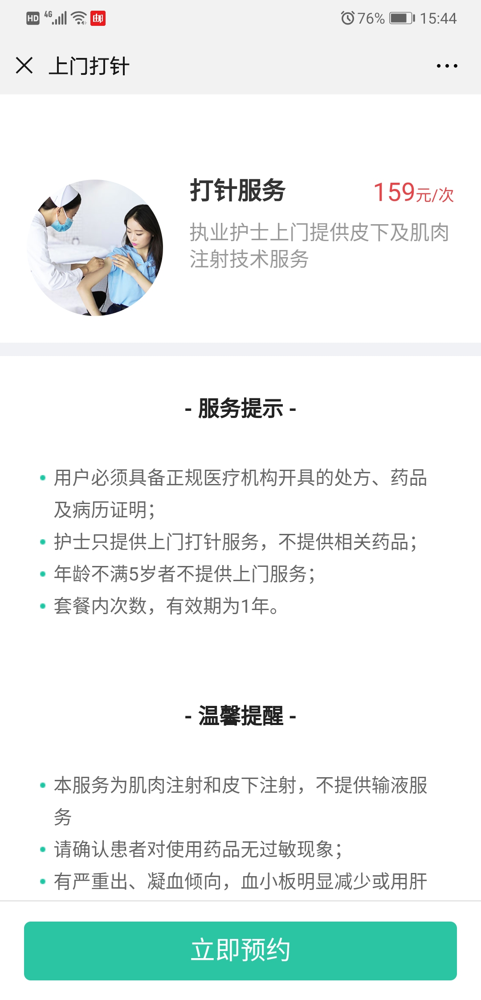 HD 4G 邮 76% 15:44
上门打针
打针服务 159元/次
执业护士上门提供皮下及肌肉
注射技术服务
- 服务提示 -
用户必须具备正规医疗机构开具的处方、药品
及病历证明；
护士只提供上门打针服务，不提供相关药品；
年龄不满5岁者不提供上门服务；
套餐内次数，有效期为1年。
- 温馨提醒 -
本服务为肌肉注射和皮下注射，不提供输液服
务
请确认患者对使用药品无过敏现象；
有严重出、凝血倾向，血小板明显减少或用肝
立即预约